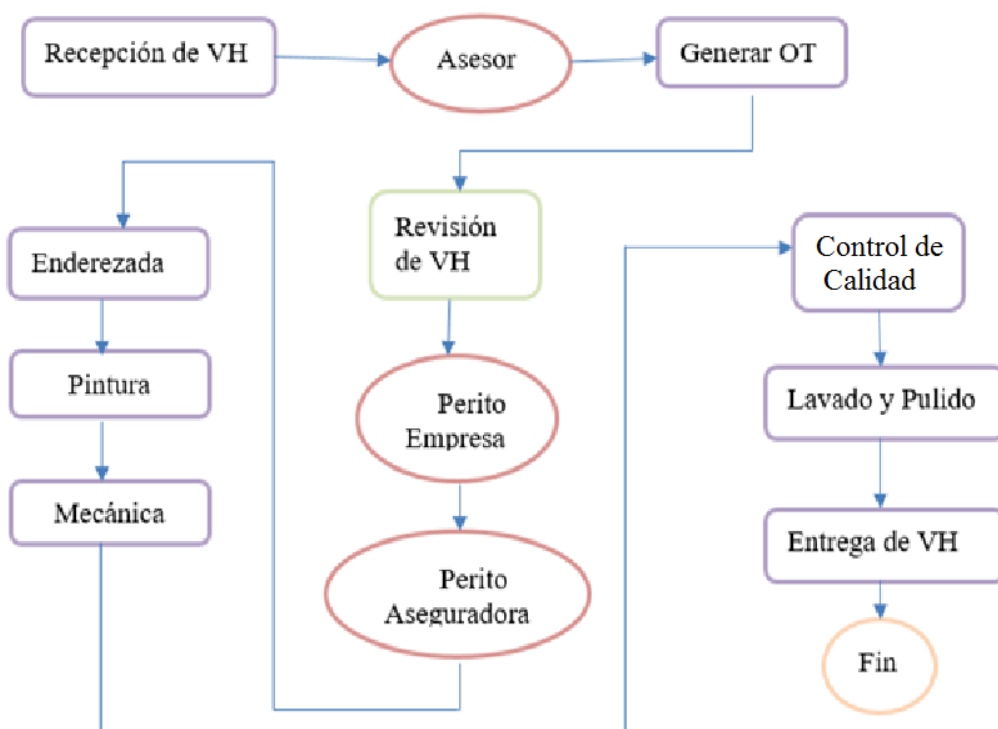 Recepción de VH
Asesor
Generar OT
Revisión
de VH
Perito
Empresa
Perito
Aseguradora
Enderezada
Pintura
Mecánica
Control de
Calidad
Lavado y Pulido
Entrega de VH
Fin